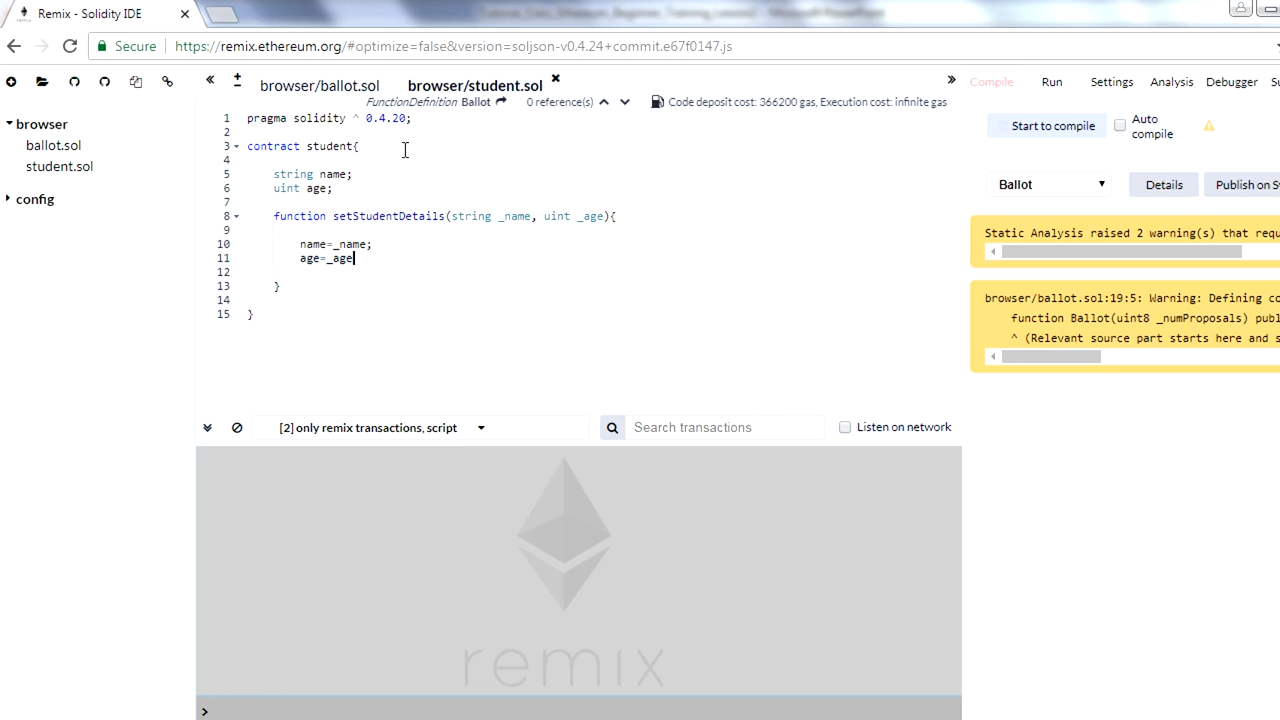 Remix - Solidity IDE
Secure https://remix.ethereum.org/#optimize=false&version=soljson-v0.4.24+commit.e67f0147.js
browser/ballot.sol browser/student.sol
Compile Run Settings Analysis Debugger
FunctionDefinition Ballot 0 reference(s) Code deposit cost: 366200 gas, Execution cost: infinite gas
browser
ballot.sol
student.sol
config
1 pragma solidity ^ 0.4.20;
2
3 contract student{
4
5 string name;
6 uint age;
7
8 function setStudentDetails(string _name, uint _age){
9
10 name=_name;
11 age=_age
12
13 }
14
15 }
Start to compile Auto compile
Ballot Details Publish on S
Static Analysis raised 2 warning(s) that requ
browser/ballot.sol:19:5: Warning: Defining co
function Ballot(uint8 _numProposals) publ
^ (Relevant source part starts here and s
[2] only remix transactions, script Search transactions Listen on network
remix
>